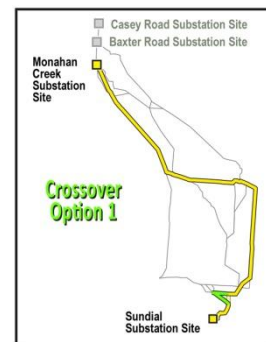 Casey Road Substation Site
Baxter Road Substation Site
Monahan
Creek
Substation
Site
Crossover
Option 1
Sundial
Substation Site